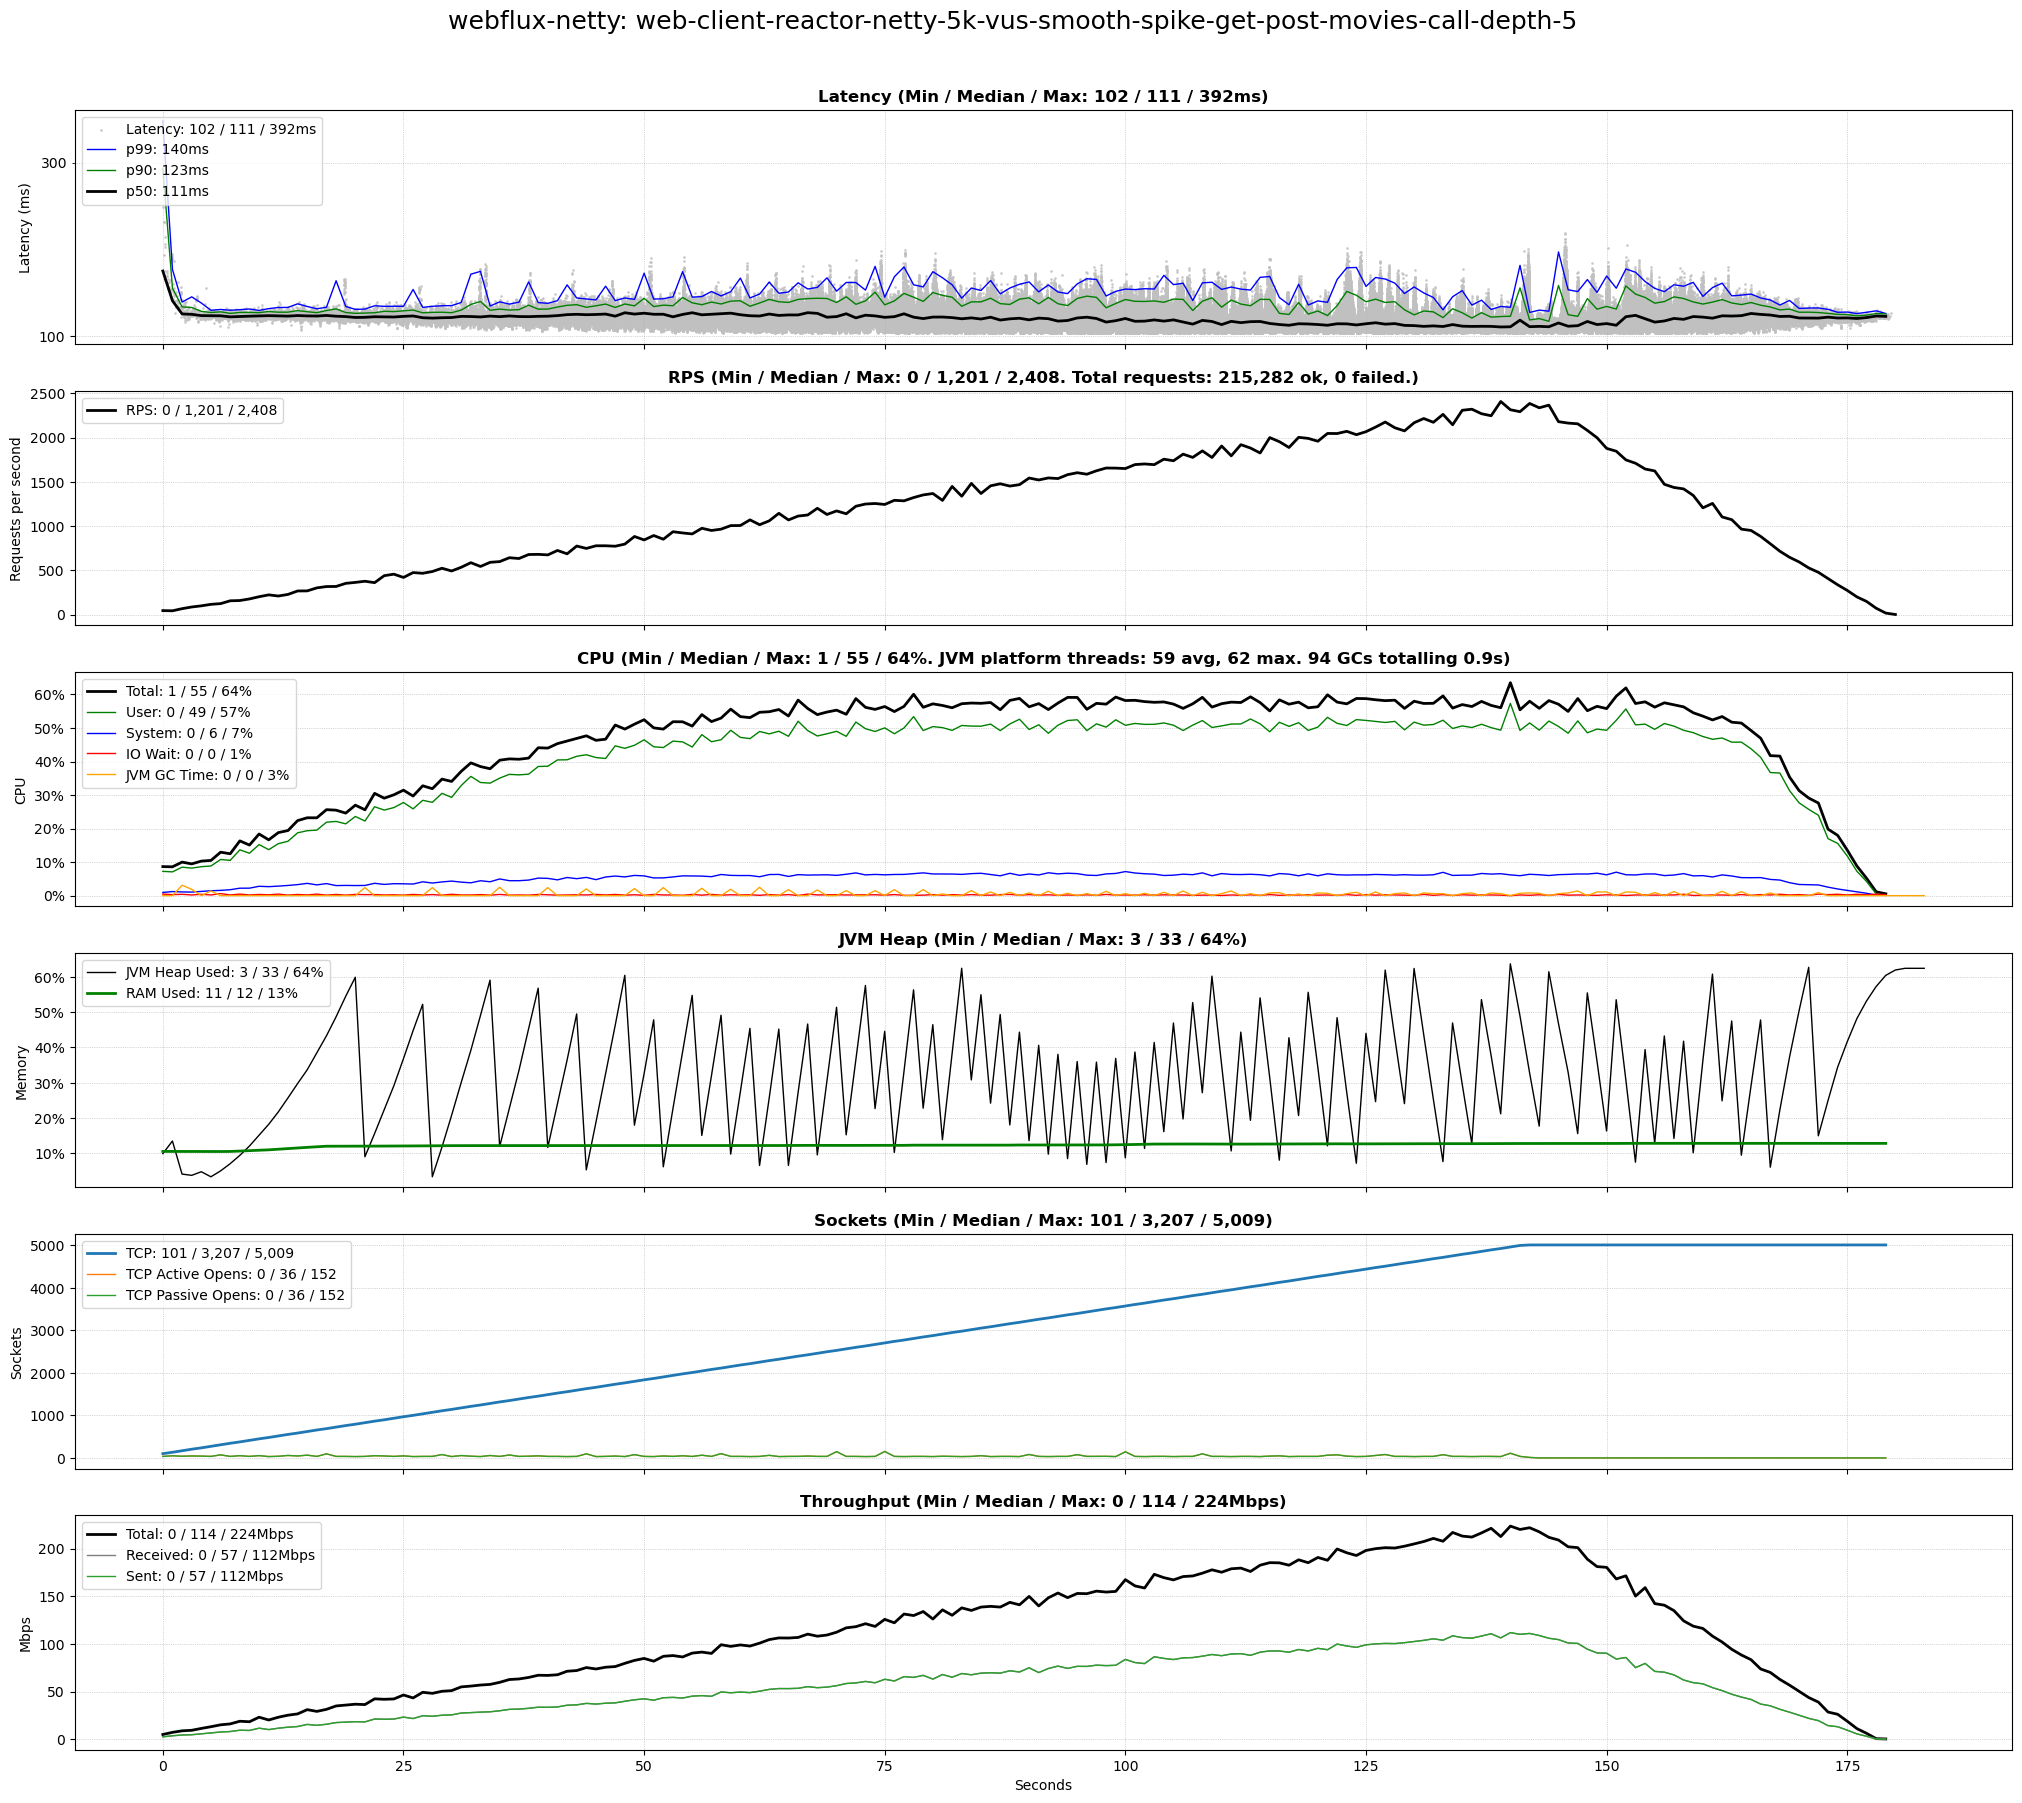 webflux-netty: web-client-reactor-netty-5k-vus-smooth-spike-get-post-movies-call-depth-5
Latency (Min / Median / Max: 102 / 111 / 392ms)
Latency: 102 / 111 / 392ms
p99: 140ms
p90: 123ms
p50: 111ms
300
100
Latency (ms)
RPS (Min / Median / Max: 0 / 1,201 / 2,408. Total requests: 215,282 ok, 0 failed.)
RPS: 0 / 1,201 / 2,408
2500
2000
1500
1000
500
0
Requests per second
CPU (Min / Median / Max: 1 / 55 / 64%. JVM platform threads: 59 avg, 62 max. 94 GCs totalling 0.9s)
Total: 1 / 55 / 64%
User: 0 / 49 / 57%
System: 0 / 6 / 7%
IO Wait: 0 / 0 / 1%
JVM GC Time: 0 / 0 / 3%
60%
50%
40%
30%
20%
10%
0%
CPU
JVM Heap (Min / Median / Max: 3 / 33 / 64%)
JVM Heap Used: 3 / 33 / 64%
RAM Used: 11 / 12 / 13%
60%
50%
40%
30%
20%
10%
Memory
Sockets (Min / Median / Max: 101 / 3,207 / 5,009)
TCP: 101 / 3,207 / 5,009
TCP Active Opens: 0 / 36 / 152
TCP Passive Opens: 0 / 36 / 152
5000
4000
3000
2000
1000
0
Sockets
Throughput (Min / Median / Max: 0 / 114 / 224Mbps)
Total: 0 / 114 / 224Mbps
Received: 0 / 57 / 112Mbps
Sent: 0 / 57 / 112Mbps
200
150
100
50
0
Mbps
0 25 50 75 100 125 150 175
Seconds